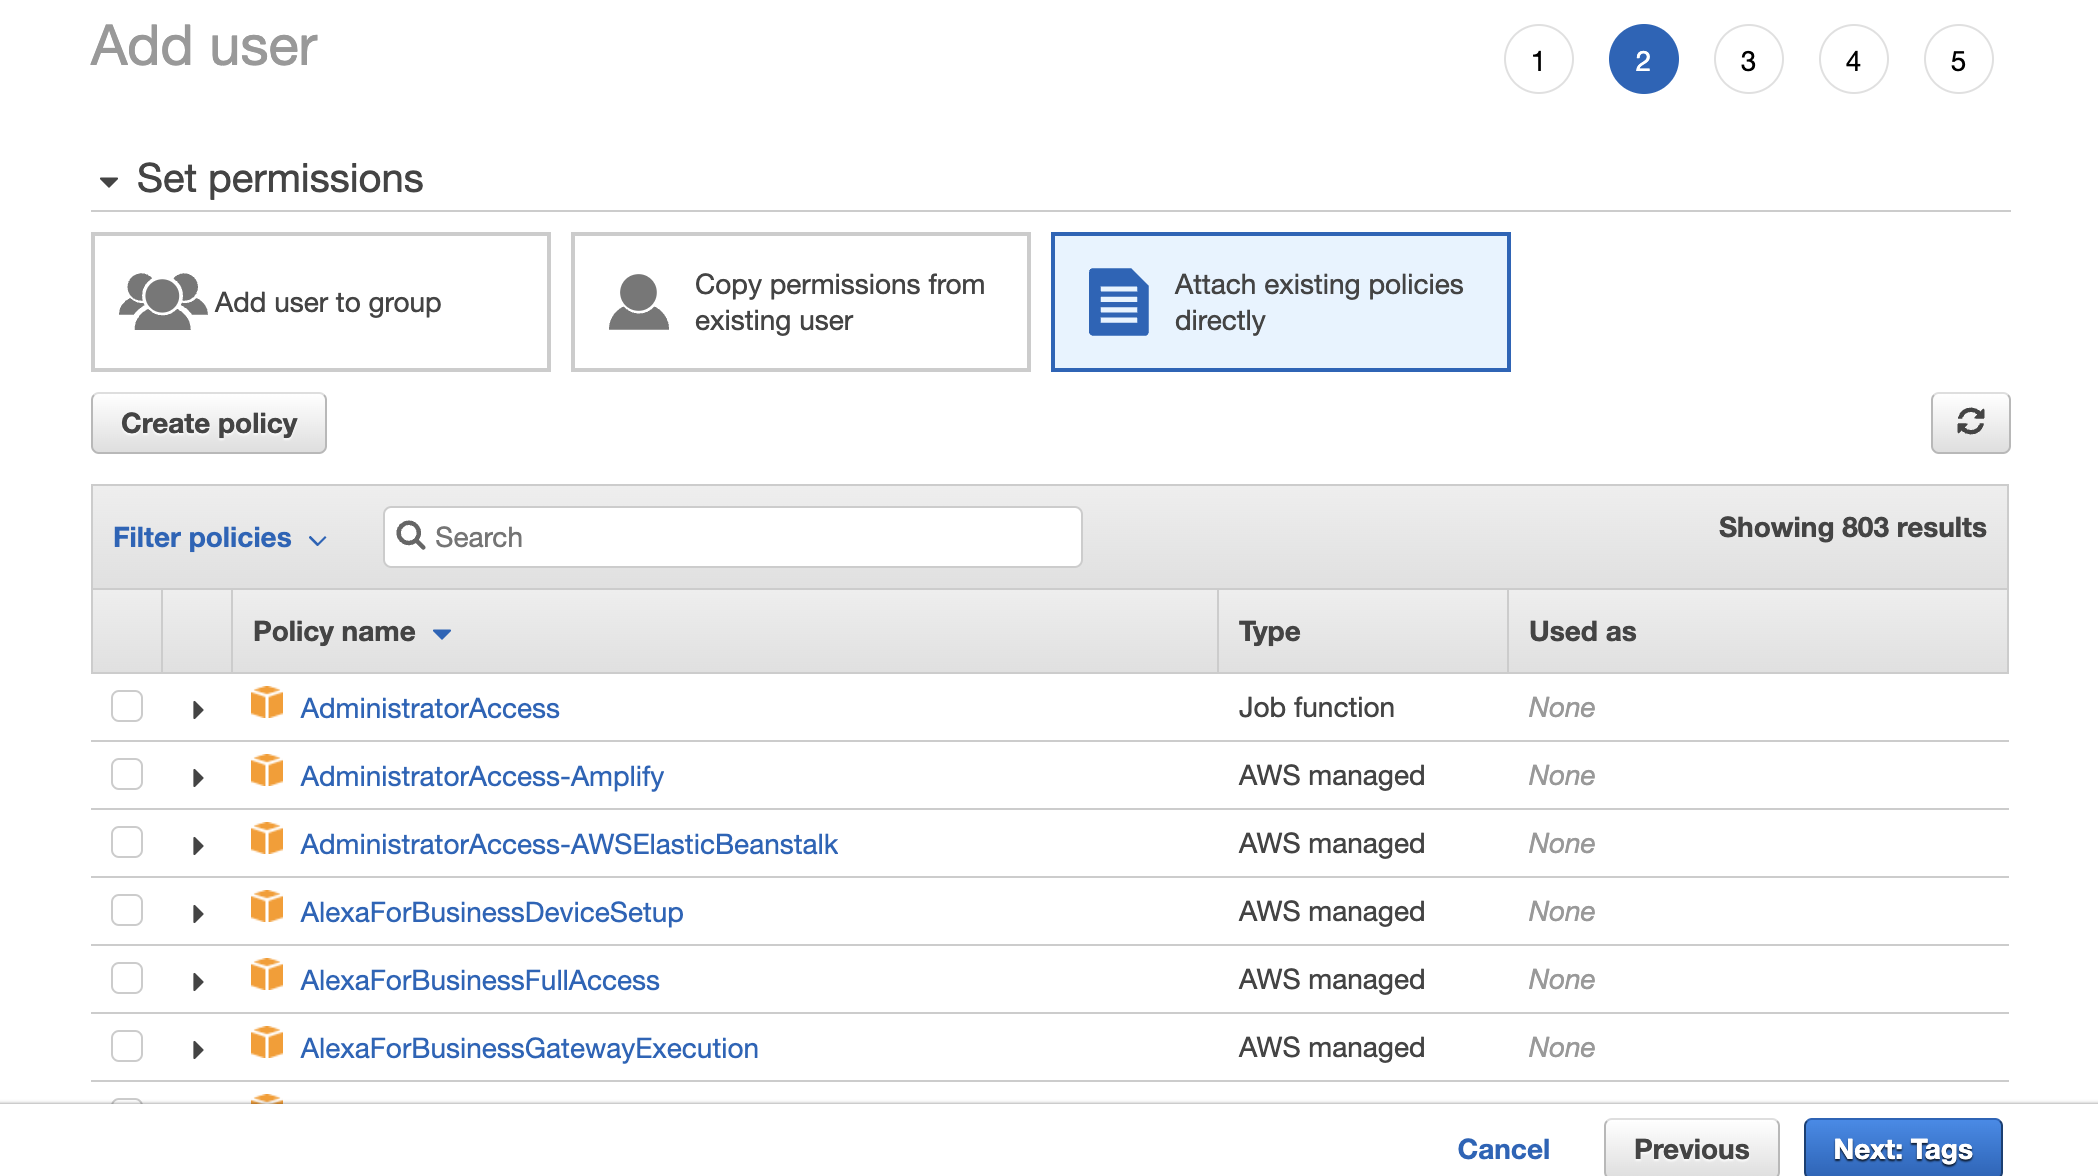 Add user
1 2 3 4 5
Set permissions
Add user to group
Copy permissions from
existing user
Attach existing policies
directly
Create policy
Filter policies
Search
Showing 803 results
Policy name Type Used as
AdministratorAccess Job function None
AdministratorAccess-Amplify AWS managed None
AdministratorAccess-AWSElasticBeanstalk AWS managed None
AlexaForBusinessDeviceSetup AWS managed None
AlexaForBusinessFullAccess AWS managed None
AlexaForBusinessGatewayExecution AWS managed None
Cancel Previous Next: Tags